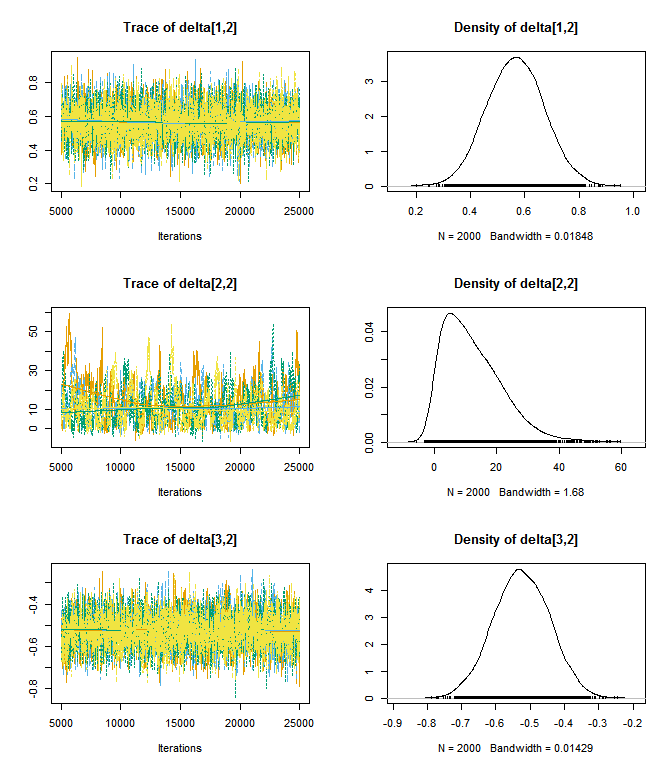 Trace of delta[1,2]
Density of delta[1,2]
0.2 0.4 0.6 0.8
5000 10000 15000 20000 25000
Iterations
0 1 2 3
0.2 0.4 0.6 0.8 1.0
N = 2000 Bandwidth = 0.01848
Trace of delta[2,2]
Density of delta[2,2]
0 10 30 50
5000 10000 15000 20000 25000
Iterations
0.00 0.02 0.04
0 20 40 60
N = 2000 Bandwidth = 1.68
Trace of delta[3,2]
Density of delta[3,2]
-0.8 -0.6 -0.4
5000 10000 15000 20000 25000
Iterations
0 1 2 3 4
-0.9 -0.8 -0.7 -0.6 -0.5 -0.4 -0.3 -0.2
N = 2000 Bandwidth = 0.01429